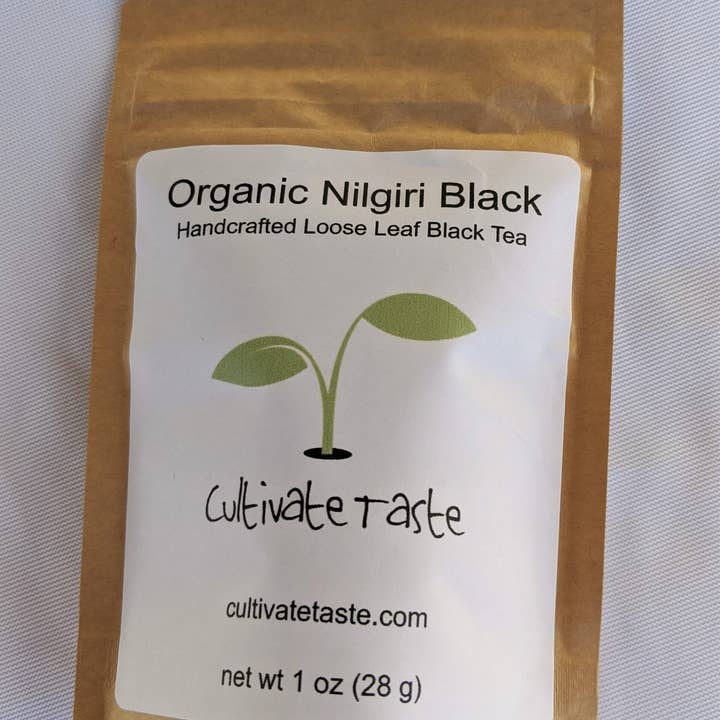 Organic Nilgiri Black
Handcrafted Loose Leaf Black Tea
Cultivate Taste
cultivatetaste.com
net wt 1 oz (28 g)